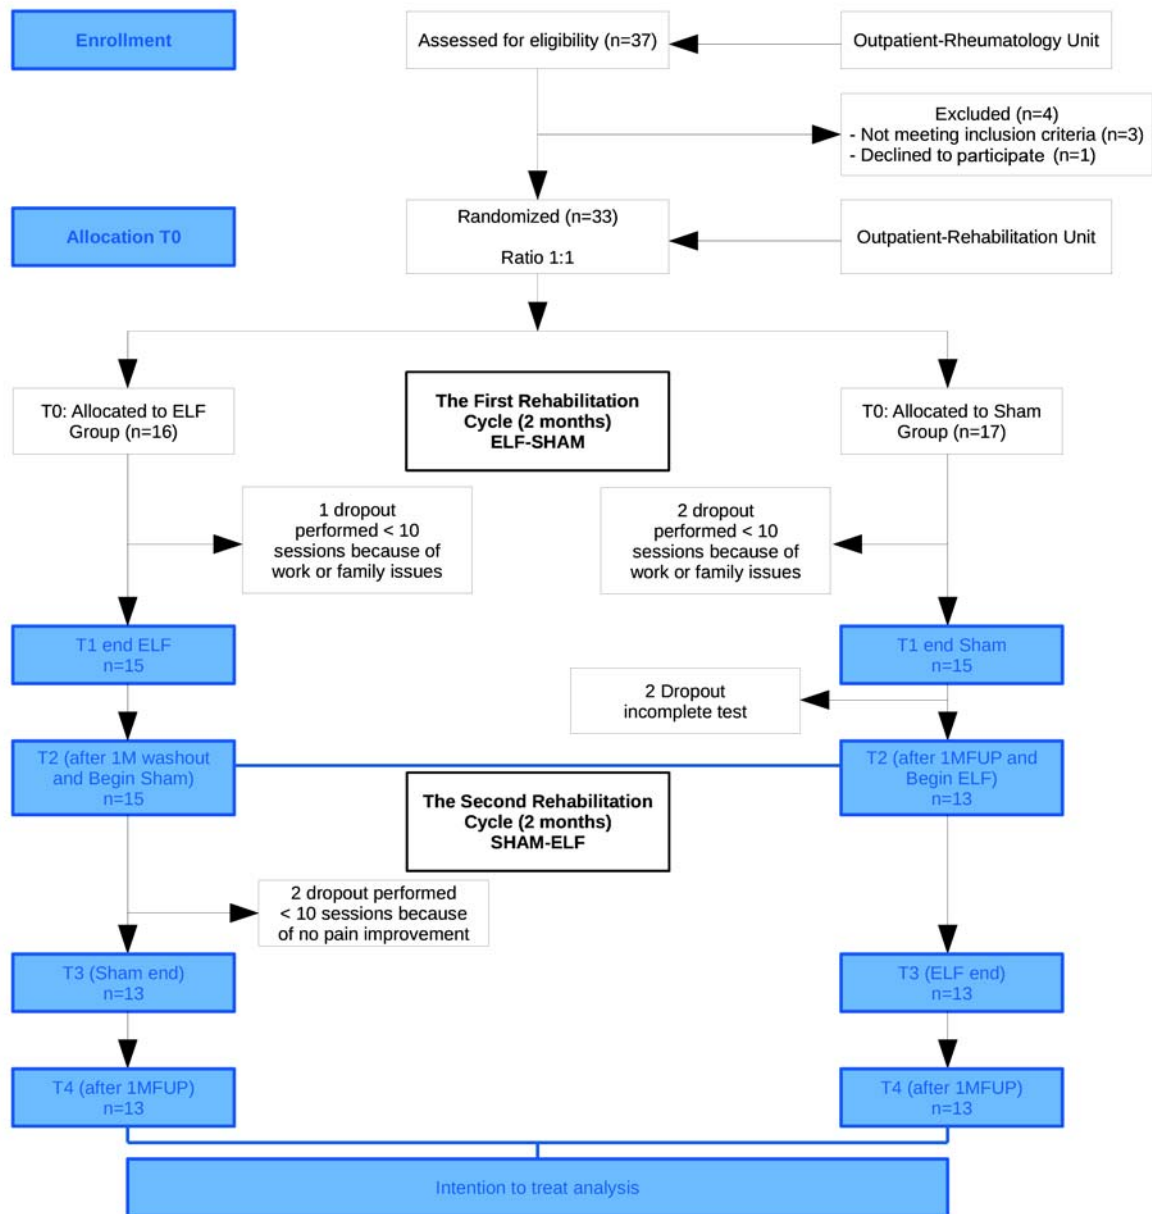 Enrollment
Assessed for eligibility (n=37)
Outpatient-Rheumatology Unit
Excluded (n=4)
- Not meeting inclusion criteria (n=3)
- Declined to participate (n=1)
Allocation T0
Randomized (n=33)
Ratio 1:1
Outpatient-Rehabilitation Unit
T0: Allocated to ELF
Group (n=16)
The First Rehabilitation
Cycle (2 months)
ELF-SHAM
T0: Allocated to Sham
Group (n=17)
1 dropout
performed < 10
sessions because of
work or family issues
2 dropout
performed < 10
sessions because of
work or family issues
T1 end ELF
n=15
T1 end Sham
n=15
2 Dropout
incomplete test
T2 (after 1M washout
and Begin Sham)
n=15
T2 (after 1MFUP and
Begin ELF)
n=13
The Second Rehabilitation
Cycle (2 months)
SHAM-ELF
2 dropout performed
< 10 sessions because
of no pain improvement
T3 (Sham end)
n=13
T3 (ELF end)
n=13
T4 (after 1MFUP)
n=13
T4 (after 1MFUP)
n=13
Intention to treat analysis